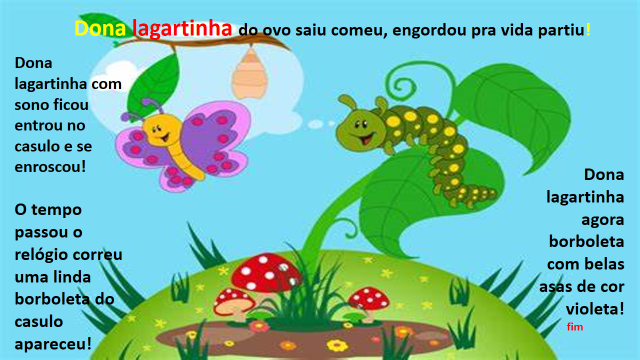 Dona lagartinha do ovo saiu comeu, engordou pra vida partiu!
Dona
lagartinha com
sono ficou
entrou no
casulo e se
enroscou!
O tempo
passou o
relógio correu
uma linda
borboleta do
casulo
apareceu!
Dona
lagartinha
agora
borboleta
com belas
asas de cor
violeta!
fim